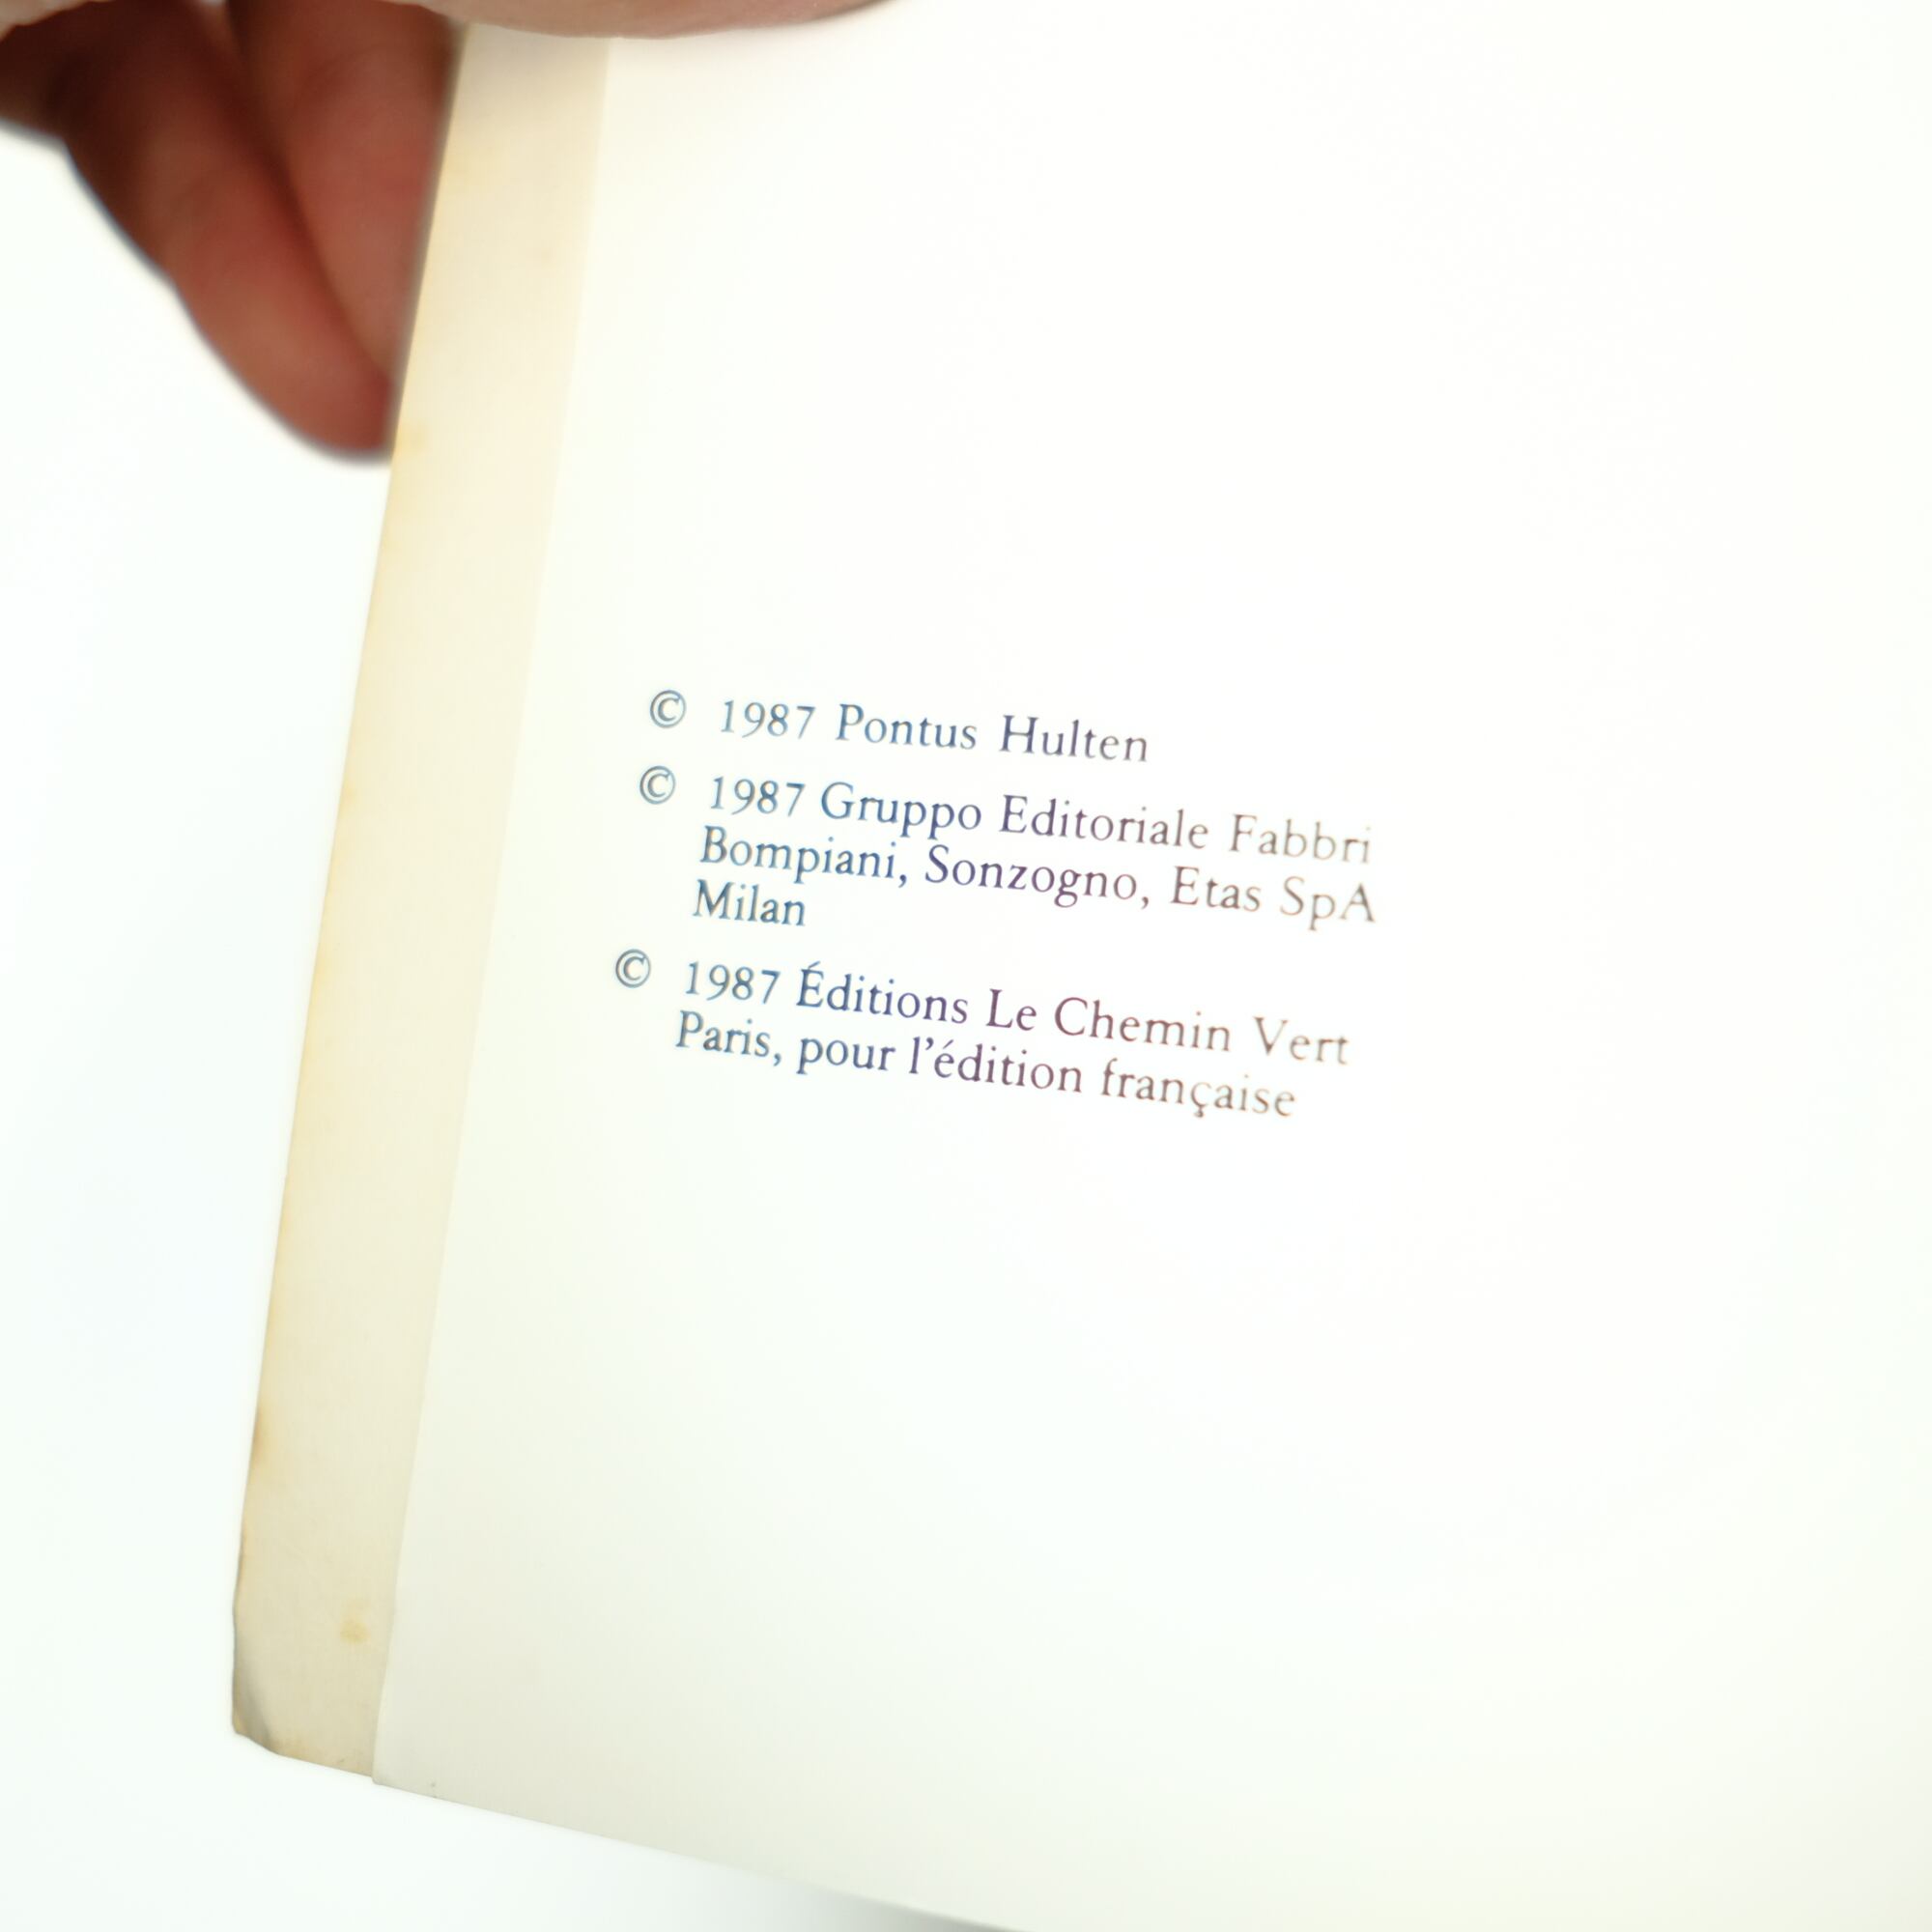 © 1987 Pontus Hulten
© 1987 Gruppo Editoriale Fabbri
Bompiani, Sonzogno, Etas SpA
Milan
© 1987 Éditions Le Chemin Vert
Paris, pour l'édition française